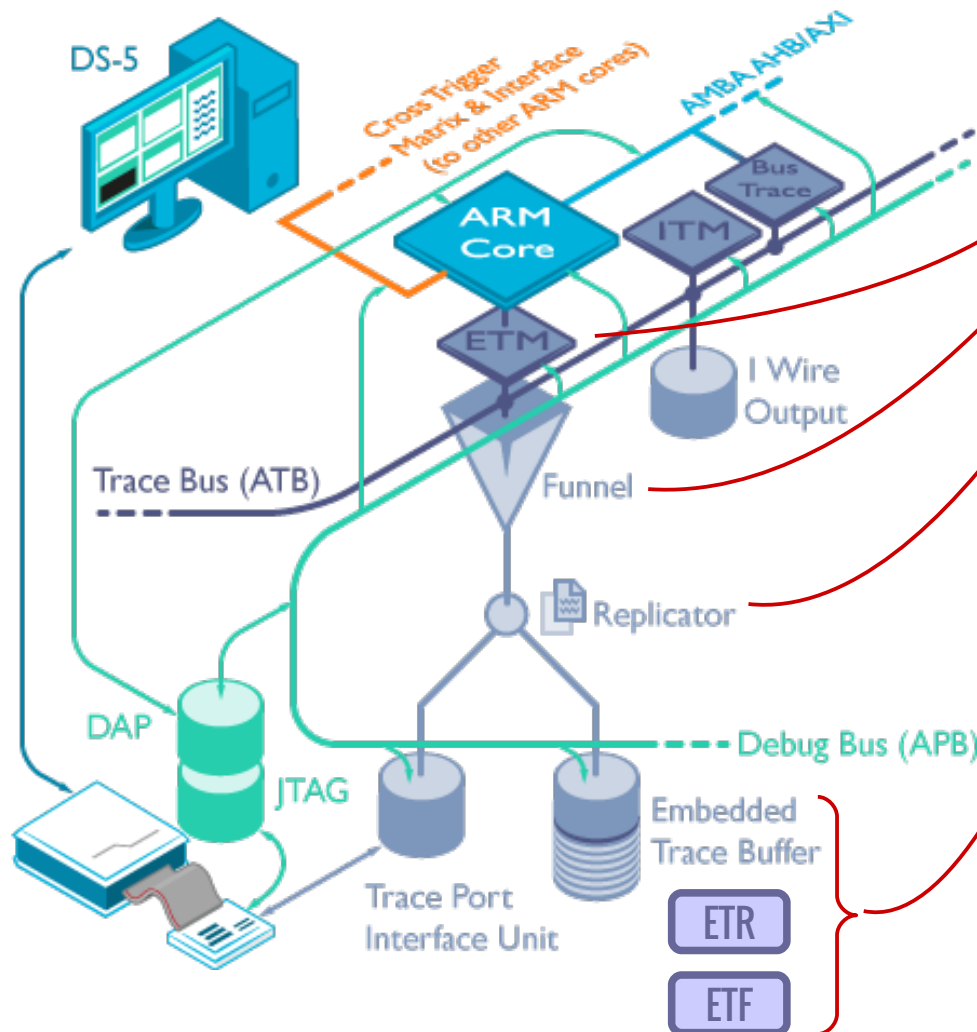 DS-5
Cross Trigger
Matrix & Interface
(to other ARM cores)
AMBA AHB/AXI
Bus
Trace
ARM
Core
ITM
ETM
1 Wire
Output
Trace Bus (ATB)
Funnel
Replicator
DAP
JTAG
Debug Bus (APB)
Embedded
Trace Buffer
Trace Port
Interface Unit
ETR
ETF